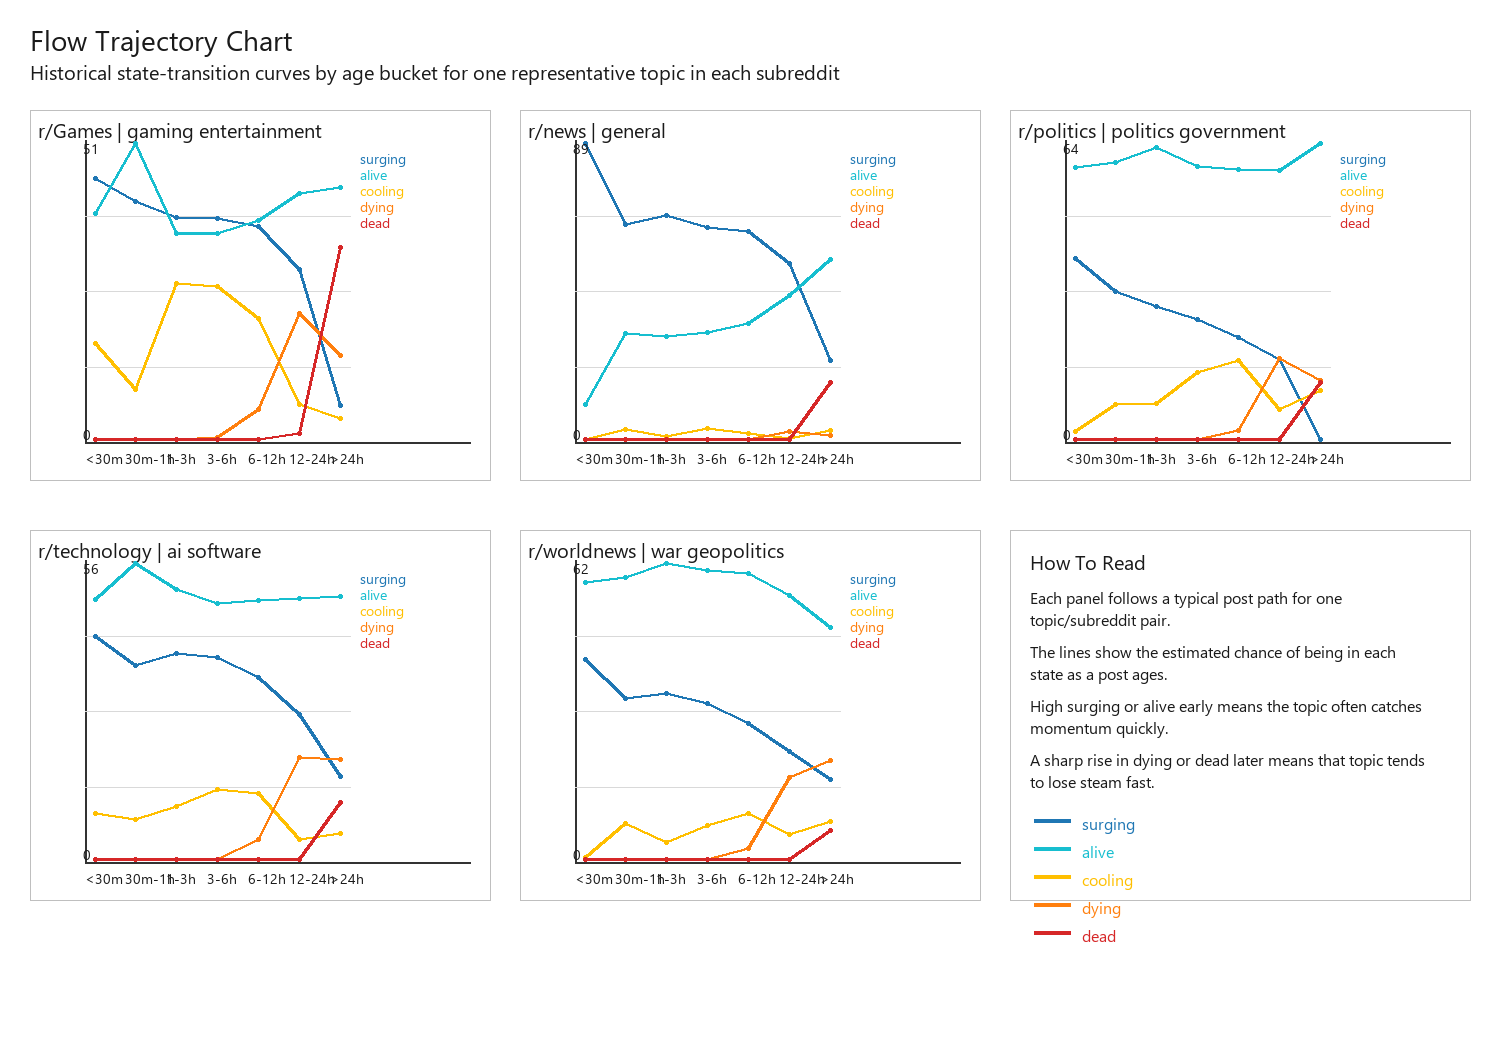 Flow Trajectory Chart
Historical state-transition curves by age bucket for one representative topic in each subreddit
r/Games | gaming entertainment
51
surging
alive
cooling
dying
dead
0
<30m 30m-1h 1-3h 3-6h 6-12h 12-24h >24h
r/news | general
89
surging
alive
cooling
dying
dead
0
<30m 30m-1h 1-3h 3-6h 6-12h 12-24h >24h
r/politics | politics government
64
surging
alive
cooling
dying
dead
0
<30m 30m-1h 1-3h 3-6h 6-12h 12-24h >24h
r/technology | ai software
56
surging
alive
cooling
dying
dead
0
<30m 30m-1h 1-3h 3-6h 6-12h 12-24h >24h
r/worldnews | war geopolitics
62
surging
alive
cooling
dying
dead
0
<30m 30m-1h 1-3h 3-6h 6-12h 12-24h >24h
How To Read
Each panel follows a typical post path for one
topic/subreddit pair.
The lines show the estimated chance of being in each
state as a post ages.
High surging or alive early means the topic often catches
momentum quickly.
A sharp rise in dying or dead later means that topic tends
to lose steam fast.
surging
alive
cooling
dying
dead